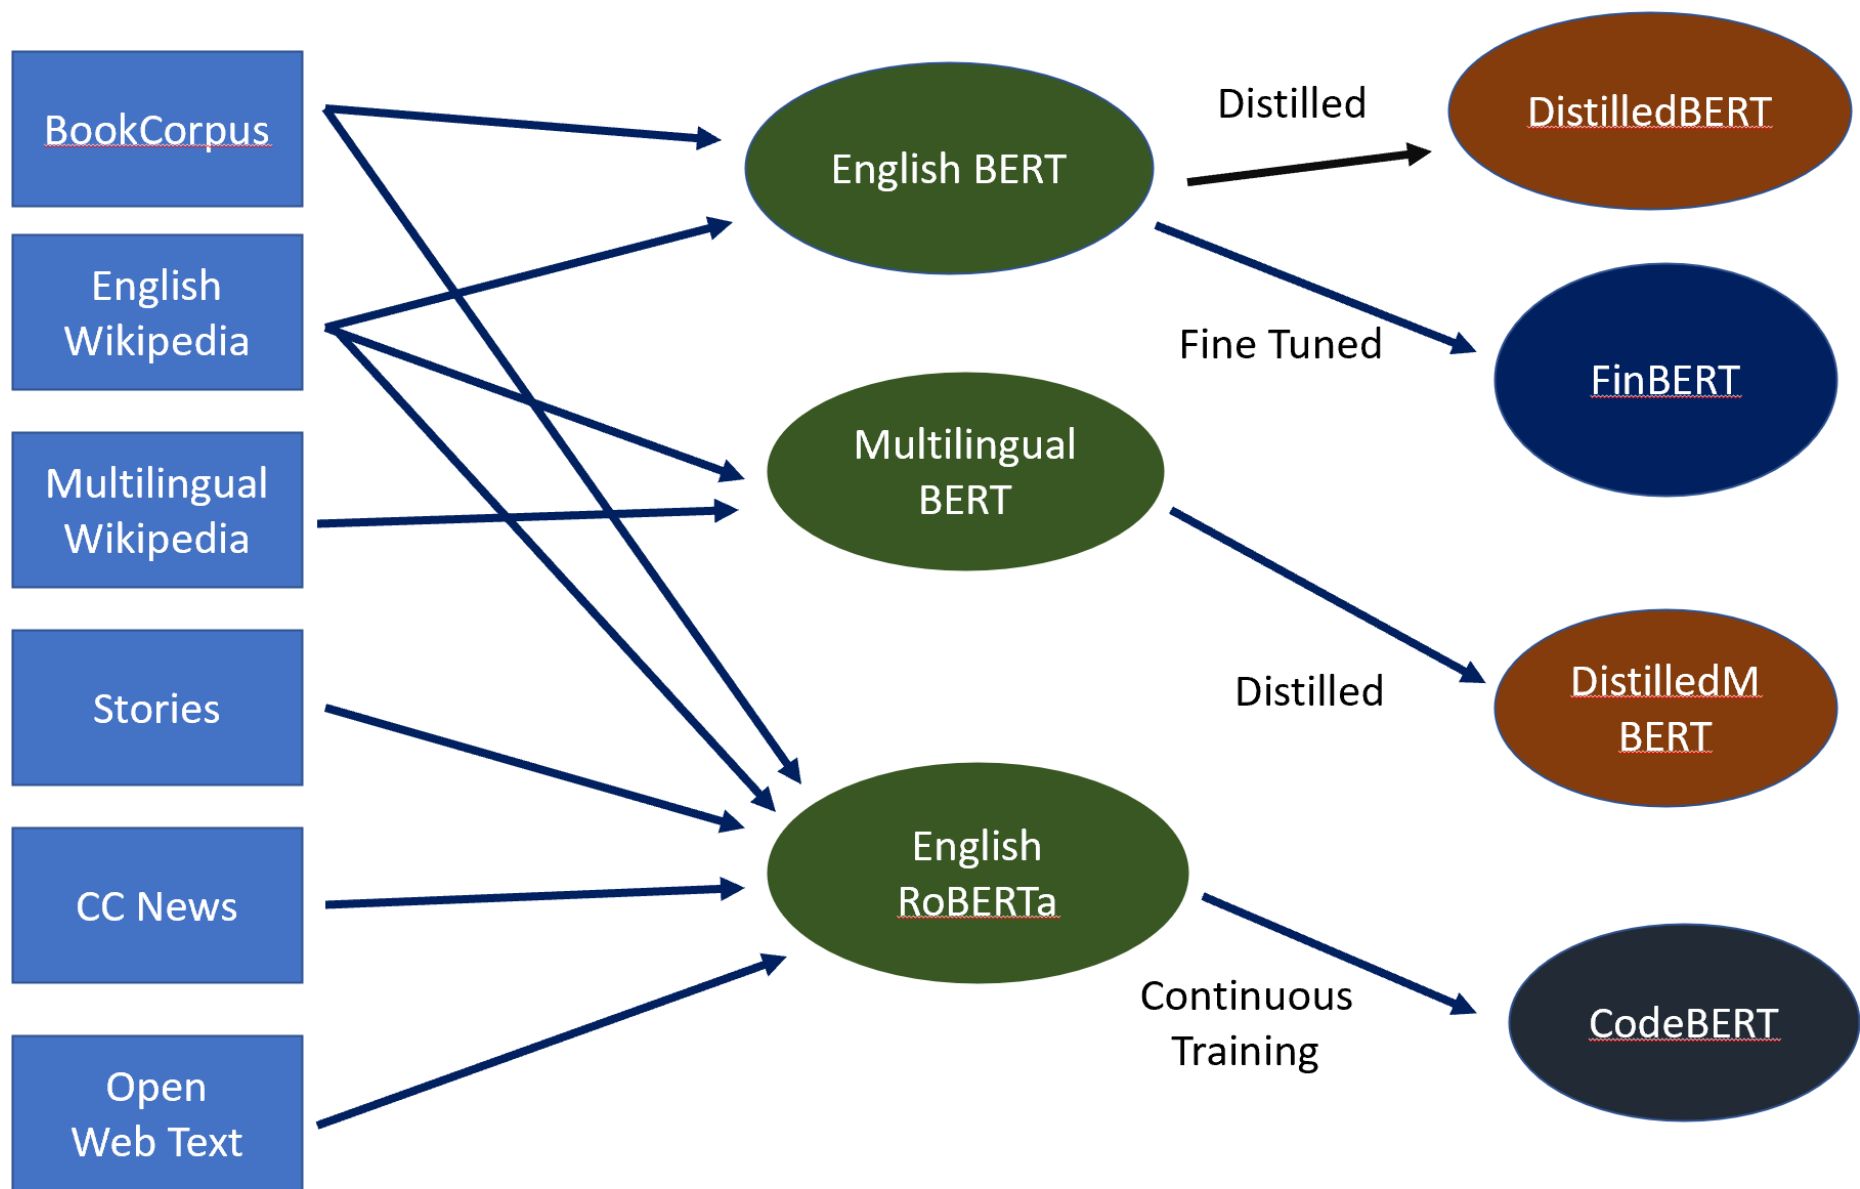 BookCorpus
English
Wikipedia
Multilingual
Wikipedia
Stories
CC News
Open
Web Text
English BERT
Multilingual
BERT
English
RoBERTa
Distilled
Fine Tuned
Distilled
Continuous
Training
DistilledBERT
FinBERT
DistilledM
BERT
CodeBERT